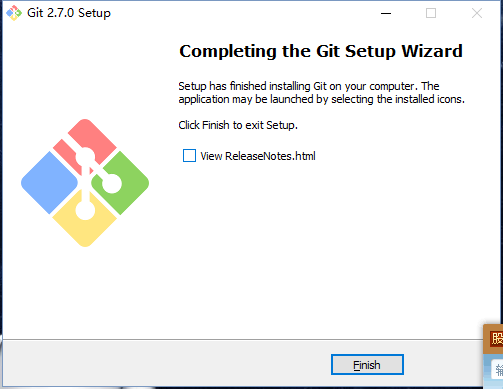 Git 2.7.0 Setup
Completing the Git Setup Wizard
Setup has finished installing Git on your computer. The
application may be launched by selecting the installed icons.
Click Finish to exit Setup.
View ReleaseNotes.html
股
Finish